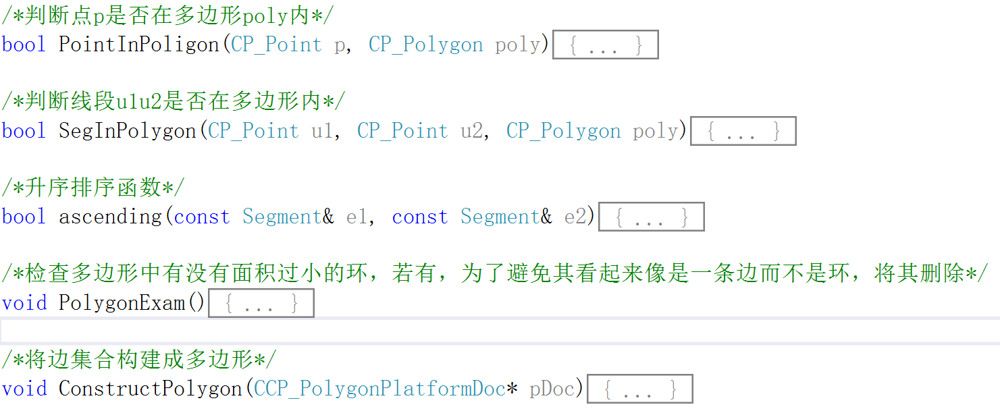 /*判断点p是否在多边形poly内*/
bool PointInPoligon(CP_Point p, CP_Polygon poly){ ... }
/*判断线段u1u2是否在多边形内*/
bool SegInPolygon(CP_Point u1, CP_Point u2, CP_Polygon poly){ ... }
/*升序排序函数*/
bool ascending(const Segment& e1, const Segment& e2){ ... }
/*检查多边形中有没有面积过小的环，若有，为了避免其看起来像是一条边而不是环，将其删除*/
void PolygonExam(){ ... }
/*将边集合构建成多边形*/
void ConstructPolygon(CCP_PolygonPlatformDoc* pDoc){ ... }